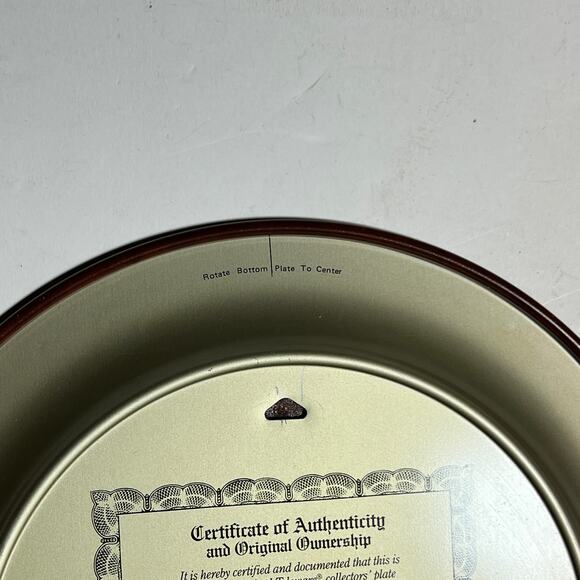 Rotate Bottom Plate To Center
Certificate of Authenticity
and Original Ownership
It is hereby certified and documented that this is
collectors' plate